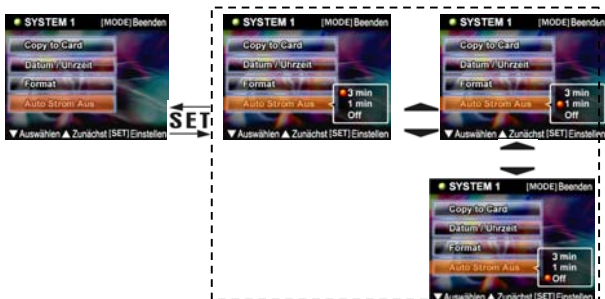 SYSTEM 1 [MODE]Beenden
Copy to Card
Datum / Uhrzeit
Format
Auto Strom Aus
▼ Auswählen ▲ Zunächst [SET] Einstellen
SET
SYSTEM 1 [MODE]Beenden
Copy to Card
Datum / Uhrzeit
Format
Auto Strom Aus
3 min
1 min
Off
▼ Auswählen ▲ Zunächst [SET] Einstellen
SYSTEM 1 [MODE]Beenden
Copy to Card
Datum / Uhrzeit
Format
Auto Strom Aus
3 min
1 min
Off
▼ Auswählen ▲ Zunächst [SET] Einstellen
SYSTEM 1 [MODE]Beenden
Copy to Card
Datum / Uhrzeit
Format
Auto Strom Aus
3 min
1 min
Off
▼ Auswählen ▲ Zunächst [SET] Einstellen